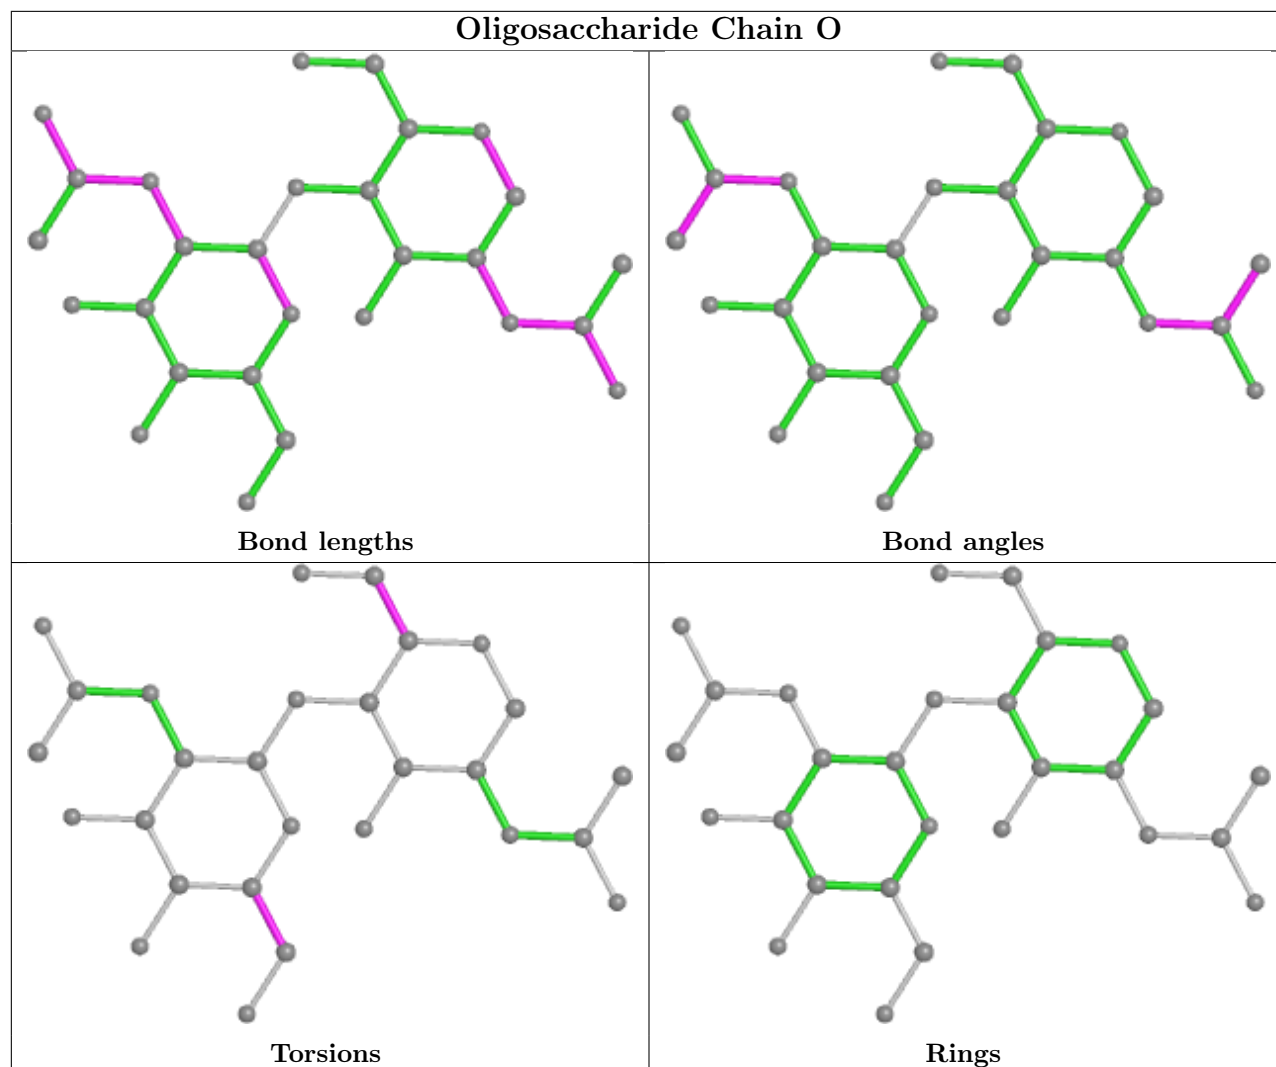 Oligosaccharide Chain O
Bond lengths
Bond angles
Torsions
Rings